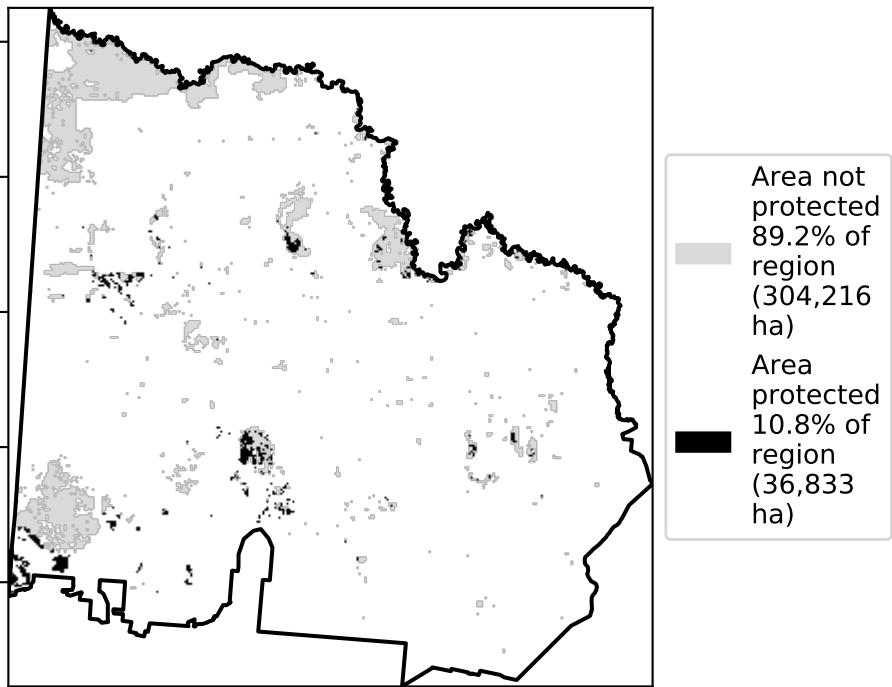 Area not
protected
89.2% of
region
(304,216
ha)
Area
protected
10.8% of
region
(36,833
ha)